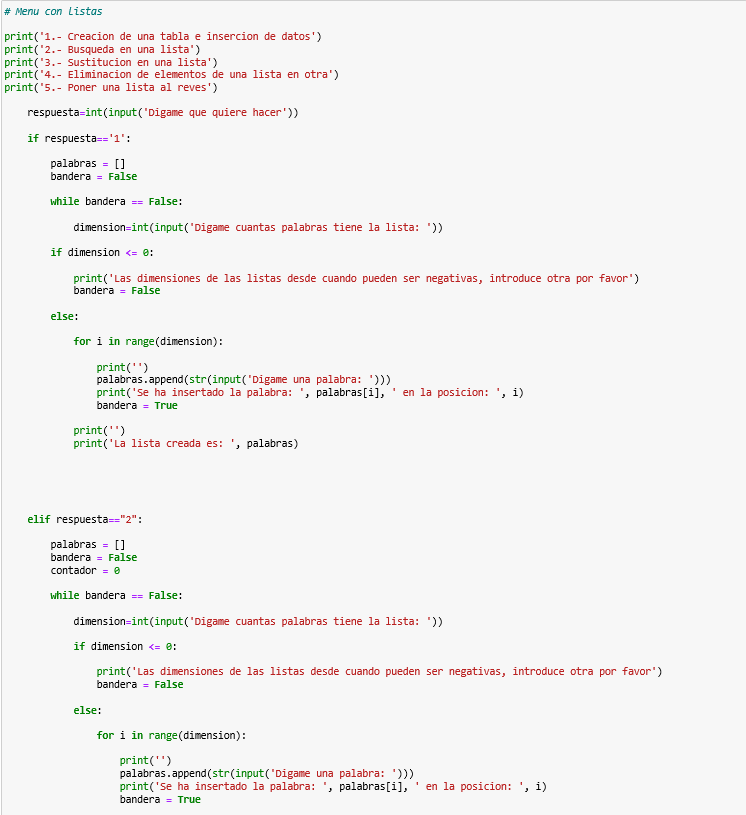 # Menu con listas
print('1.- Creacion de una tabla e insercion de datos')
print('2.- Busqueda en una lista')
print('3.- Sustitucion en una lista')
print('4.- Eliminacion de elementos de una lista en otra')
print('5.- Poner una lista al reves')
    respuesta=int(input('Digame que quiere hacer'))
    if respuesta=='1':
        palabras = []
        bandera = False
        while bandera == False:
            dimension=int(input('Digame cuantas palabras tiene la lista: '))
        if dimension <= 0:
            print('Las dimensiones de las listas desde cuando pueden ser negativas, introduce otra por favor')
            bandera = False
        else:
            for i in range(dimension):
                print('')
                palabras.append(str(input('Digame una palabra: ')))
                print('Se ha insertado la palabra: ', palabras[i], ' en la posicion: ', i)
                bandera = True
            print('')
            print('La lista creada es: ', palabras)
    elif respuesta=="2":
        palabras = []
        bandera = False
        contador = 0
        while bandera == False:
            dimension=int(input('Digame cuantas palabras tiene la lista: '))
            if dimension <= 0:
                print('Las dimensiones de las listas desde cuando pueden ser negativas, introduce otra por favor')
                bandera = False
            else:
                for i in range(dimension):
                    print('')
                    palabras.append(str(input('Digame una palabra: ')))
                    print('Se ha insertado la palabra: ', palabras[i], ' en la posicion: ', i)
                    bandera = True